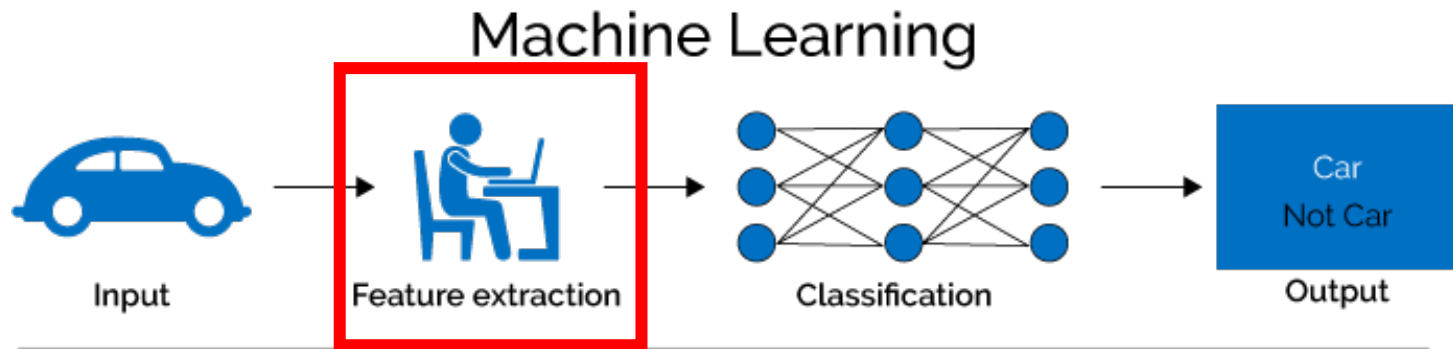 Machine Learning
Car
Not Car
Input
Feature extraction
Classification
Output